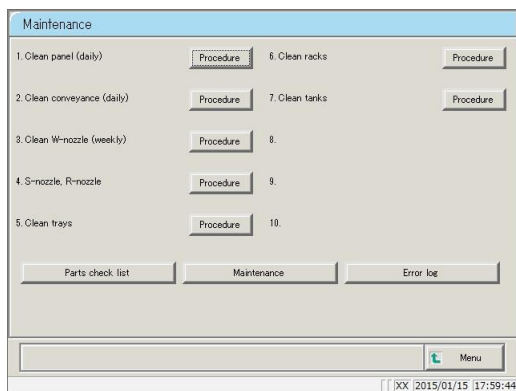 Maintenance
1. Clean panel (daily) Procedure 6. Clean racks Procedure
2. Clean conveyance (daily) Procedure 7. Clean tanks Procedure
3. Clean W-nozzle (weekly) Procedure 8.
4. S-nozzle, R-nozzle Procedure 9.
5. Clean trays Procedure 10.
Parts check list Maintenance Error log
Menu
XX 2015/01/15 17:59:44